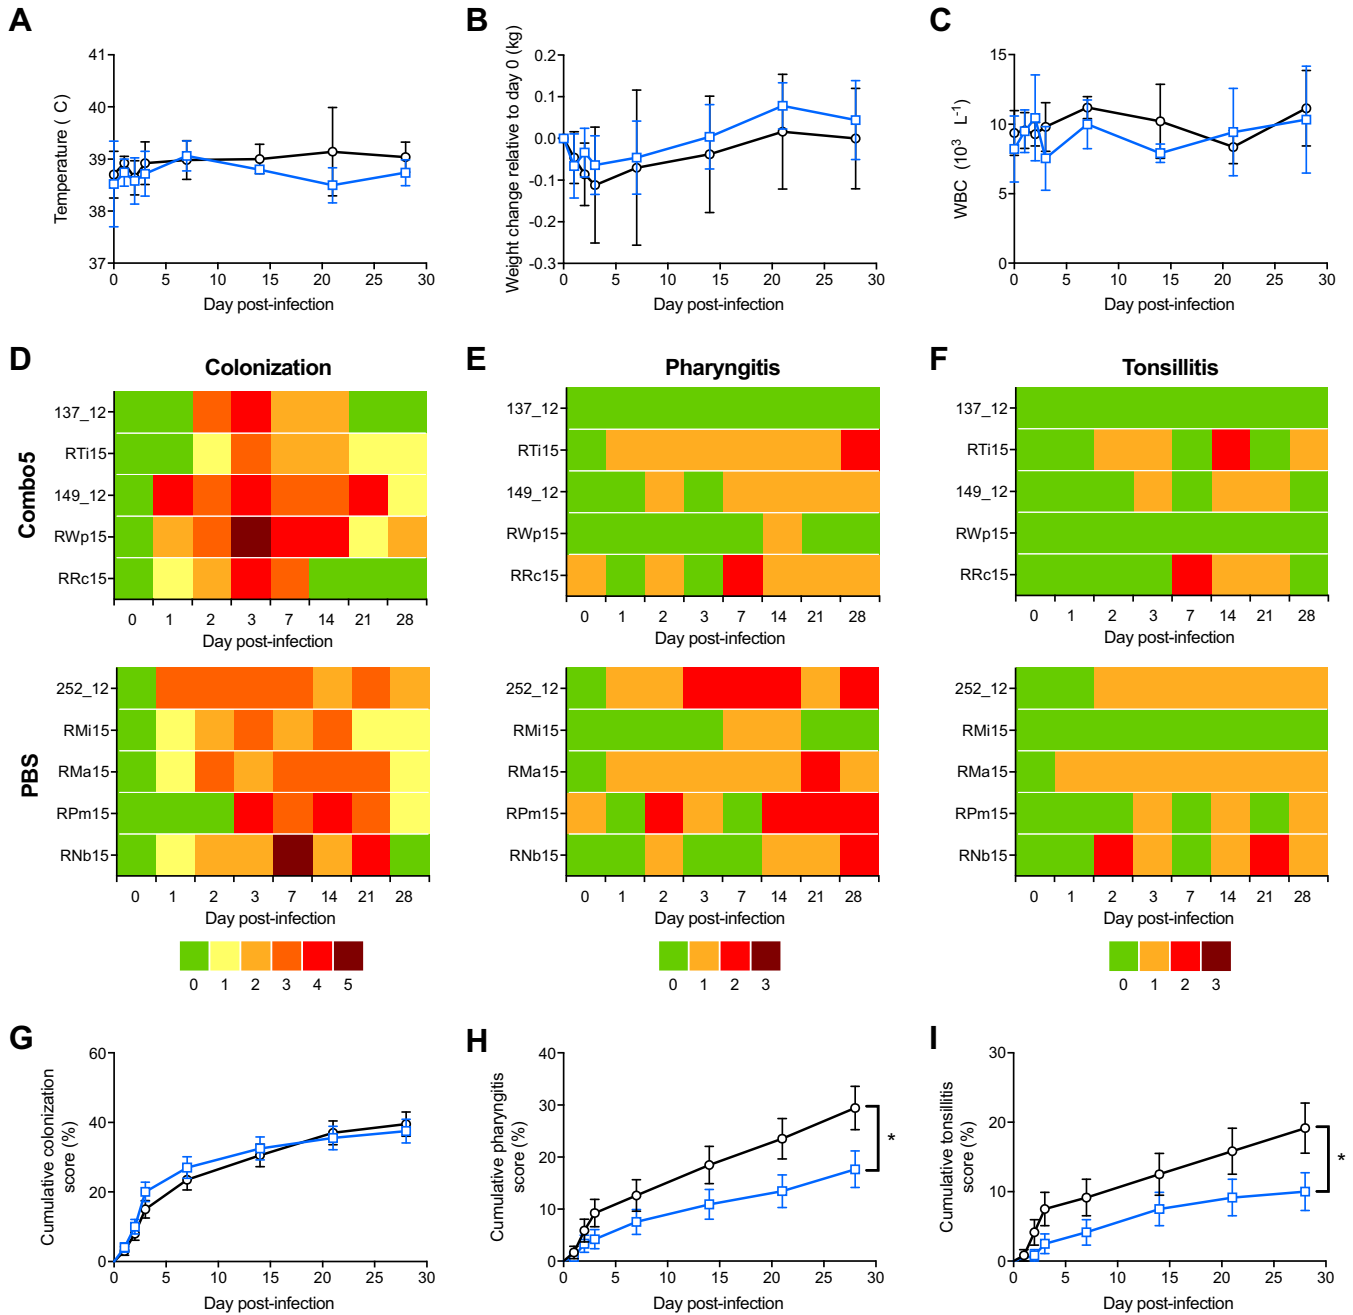 A
B
C
41
40
39
38
37
Temperature ( C)
0 5 10 15 20 25 30
Day post-infection
0.2
0.1
0.0
-0.1
-0.2
-0.3
Weight change relative to day 0 (kg)
0 5 10 15 20 25 30
Day post-infection
15
10
5
0
WBC (10³ L⁻¹)
0 5 10 15 20 25 30
Day post-infection
D
Colonization
E
Pharyngitis
F
Tonsillitis
Combo5
137_12
RTi15
149_12
RWp15
RRc15
0 1 2 3 7 14 21 28
Day post-infection
137_12
RTi15
149_12
RWp15
RRc15
0 1 2 3 7 14 21 28
Day post-infection
137_12
RTi15
149_12
RWp15
RRc15
0 1 2 3 7 14 21 28
Day post-infection
PBS
252_12
RMi15
RMa15
RPm15
RNb15
0 1 2 3 7 14 21 28
Day post-infection
0 1 2 3 4 5
252_12
RMi15
RMa15
RPm15
RNb15
0 1 2 3 7 14 21 28
Day post-infection
0 1 2 3
252_12
RMi15
RMa15
RPm15
RNb15
0 1 2 3 7 14 21 28
Day post-infection
0 1 2 3
G
H
I
60
40
20
0
Cumulative colonization
score (%)
0 5 10 15 20 25 30
Day post-infection
40
30
20
10
0
Cumulative pharyngitis
score (%)
*
0 5 10 15 20 25 30
Day post-infection
30
20
10
0
Cumulative tonsillitis
score (%)
*
0 5 10 15 20 25 30
Day post-infection